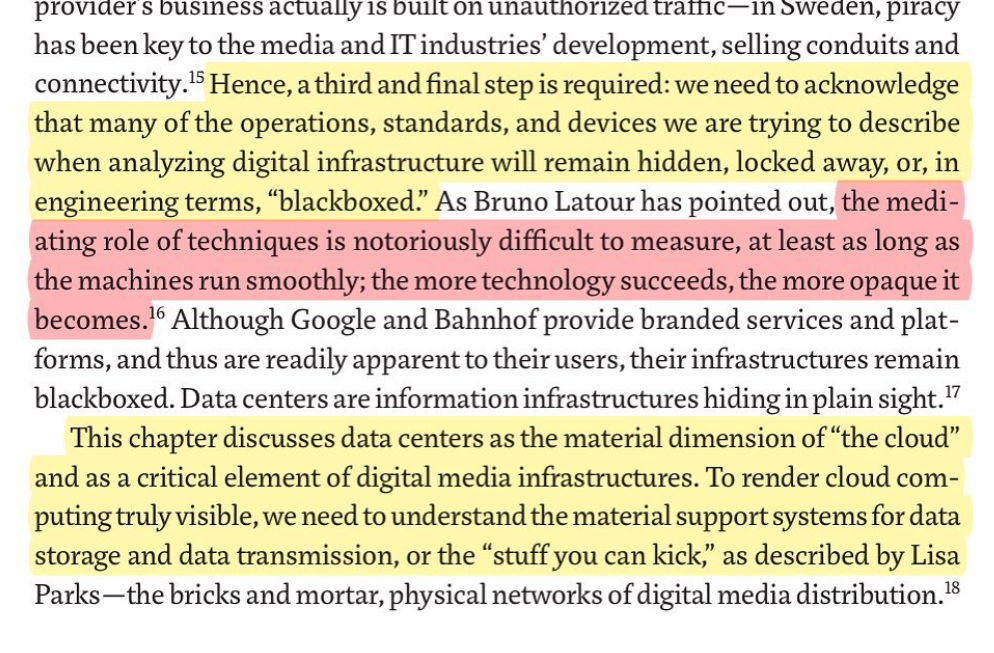 provider's business actually is built on unauthorized traffic—in Sweden, piracy
has been key to the media and IT industries' development, selling conduits and
connectivity.15 Hence, a third and final step is required: we need to acknowledge
that many of the operations, standards, and devices we are trying to describe
when analyzing digital infrastructure will remain hidden, locked away, or, in
engineering terms, “blackboxed.” As Bruno Latour has pointed out, the medi-
ating role of techniques is notoriously difficult to measure, at least as long as
the machines run smoothly; the more technology succeeds, the more opaque it
becomes.16 Although Google and Bahnhof provide branded services and plat-
forms, and thus are readily apparent to their users, their infrastructures remain
blackboxed. Data centers are information infrastructures hiding in plain sight.17
This chapter discusses data centers as the material dimension of “the cloud”
and as a critical element of digital media infrastructures. To render cloud com-
puting truly visible, we need to understand the material support systems for data
storage and data transmission, or the “stuff you can kick,” as described by Lisa
Parks—the bricks and mortar, physical networks of digital media distribution.18